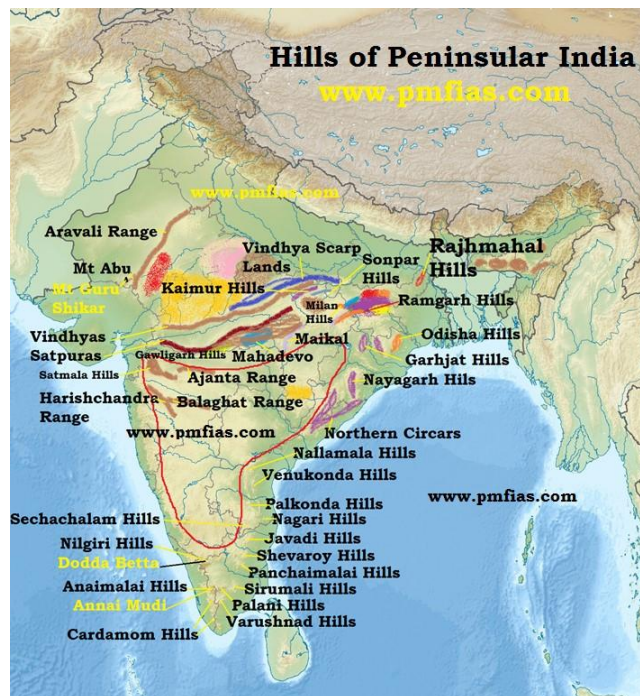 Hills of Peninsular India
www.pmfias.com
www.pmfias.com
Aravali Range
Vindhya Scarp
Lands
Sonpar
Hills
Rajhmahal
Hills
Mt Abu
Mt Guru
Shikar
Kaimur Hills
Milan
Hills
Ramgarh Hills
Vindhyas
Satpuras
Gawligarh Hills
Mahadevo
Maikal
Odisha Hills
Garhjat Hills
Satmala Hills
Ajanta Range
Nayagarh Hils
Harishchandra
Range
Balaghat Range
www.pmfias.com
Northern Circars
Nallamala Hills
Venukonda Hills
www.pmfias.com
Palkonda Hills
Sechachalam Hills
Nagari Hills
Nilgiri Hills
Javadi Hills
Dodda Betta
Shevaroy Hills
Panchaimalai Hills
Anaimalai Hills
Sirumali Hills
Annai Mudi
Palani Hills
Varushnad Hills
Cardamom Hills